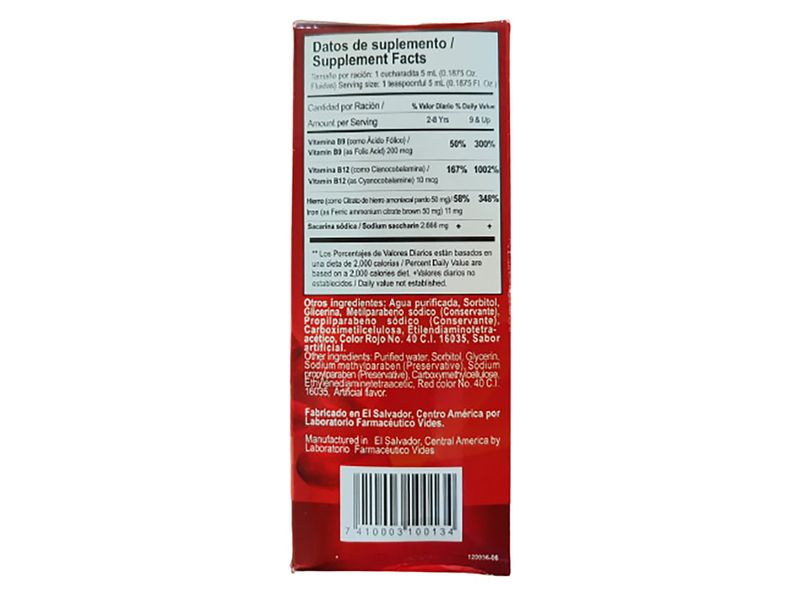 Datos de suplemento /
Supplement Facts
Tamaño por ración: 1 cucharadita 5 mL (0.1875 Oz.
Fluidas) Serving size: 1 teaspoonful 5 mL (0.1875 Fl. Oz.)
Cantidad por Ración / % Valor Diario % Daily Value
Amount per Serving 2-8 Yrs 9 & Up
Vitamina B9 (como Ácido Fólico) / 50% 300%
Vitamin B9 (as Folic Acid) 200 mcg
Vitamina B12 (como Cianocobalamina) / 167% 1002%
Vitamin B12 (as Cyanocobalamine) 10 mcg
Hierro (como Citrato de hierro amoniacal pardo 50 mg)/ 58% 348%
Iron (as Ferric ammonium citrate brown 50 mg) 11 mg
Sacarina sódica / Sodium saccharin 2.666 mg + +
** Los Porcentajes de Valores Diarios están basados en
una dieta de 2,000 calorías / Percent Daily Value are
based on a 2,000 calories diet. +Valores diarios no
establecidos / Daily value not established.
Otros ingredientes: Agua purificada, Sorbitol,
Glicerina, Metilparabeno sódico (Conservante),
Propilparabeno sódico (Conservante),
Carboximetilcelulosa, Etilendiaminotetra-
acético, Color Rojo No. 40 C.I. 16035, Sabor
artificial.
Other ingredients: Purified water, Sorbitol, Glycerin,
Sodium methylparaben (Preservative), Sodium
propylparaben (Preservative), Carboxymethylcellulose,
Ethylenediaminetetraacetic, Red color No. 40 C.I.
16035, Artificial flavor.
Fabricado en El Salvador, Centro América por
Laboratorio Farmacéutico Vides.
Manufactured in El Salvador, Central America by
Laboratorio Farmacéutico Vides
7 410003 100134
120996-06